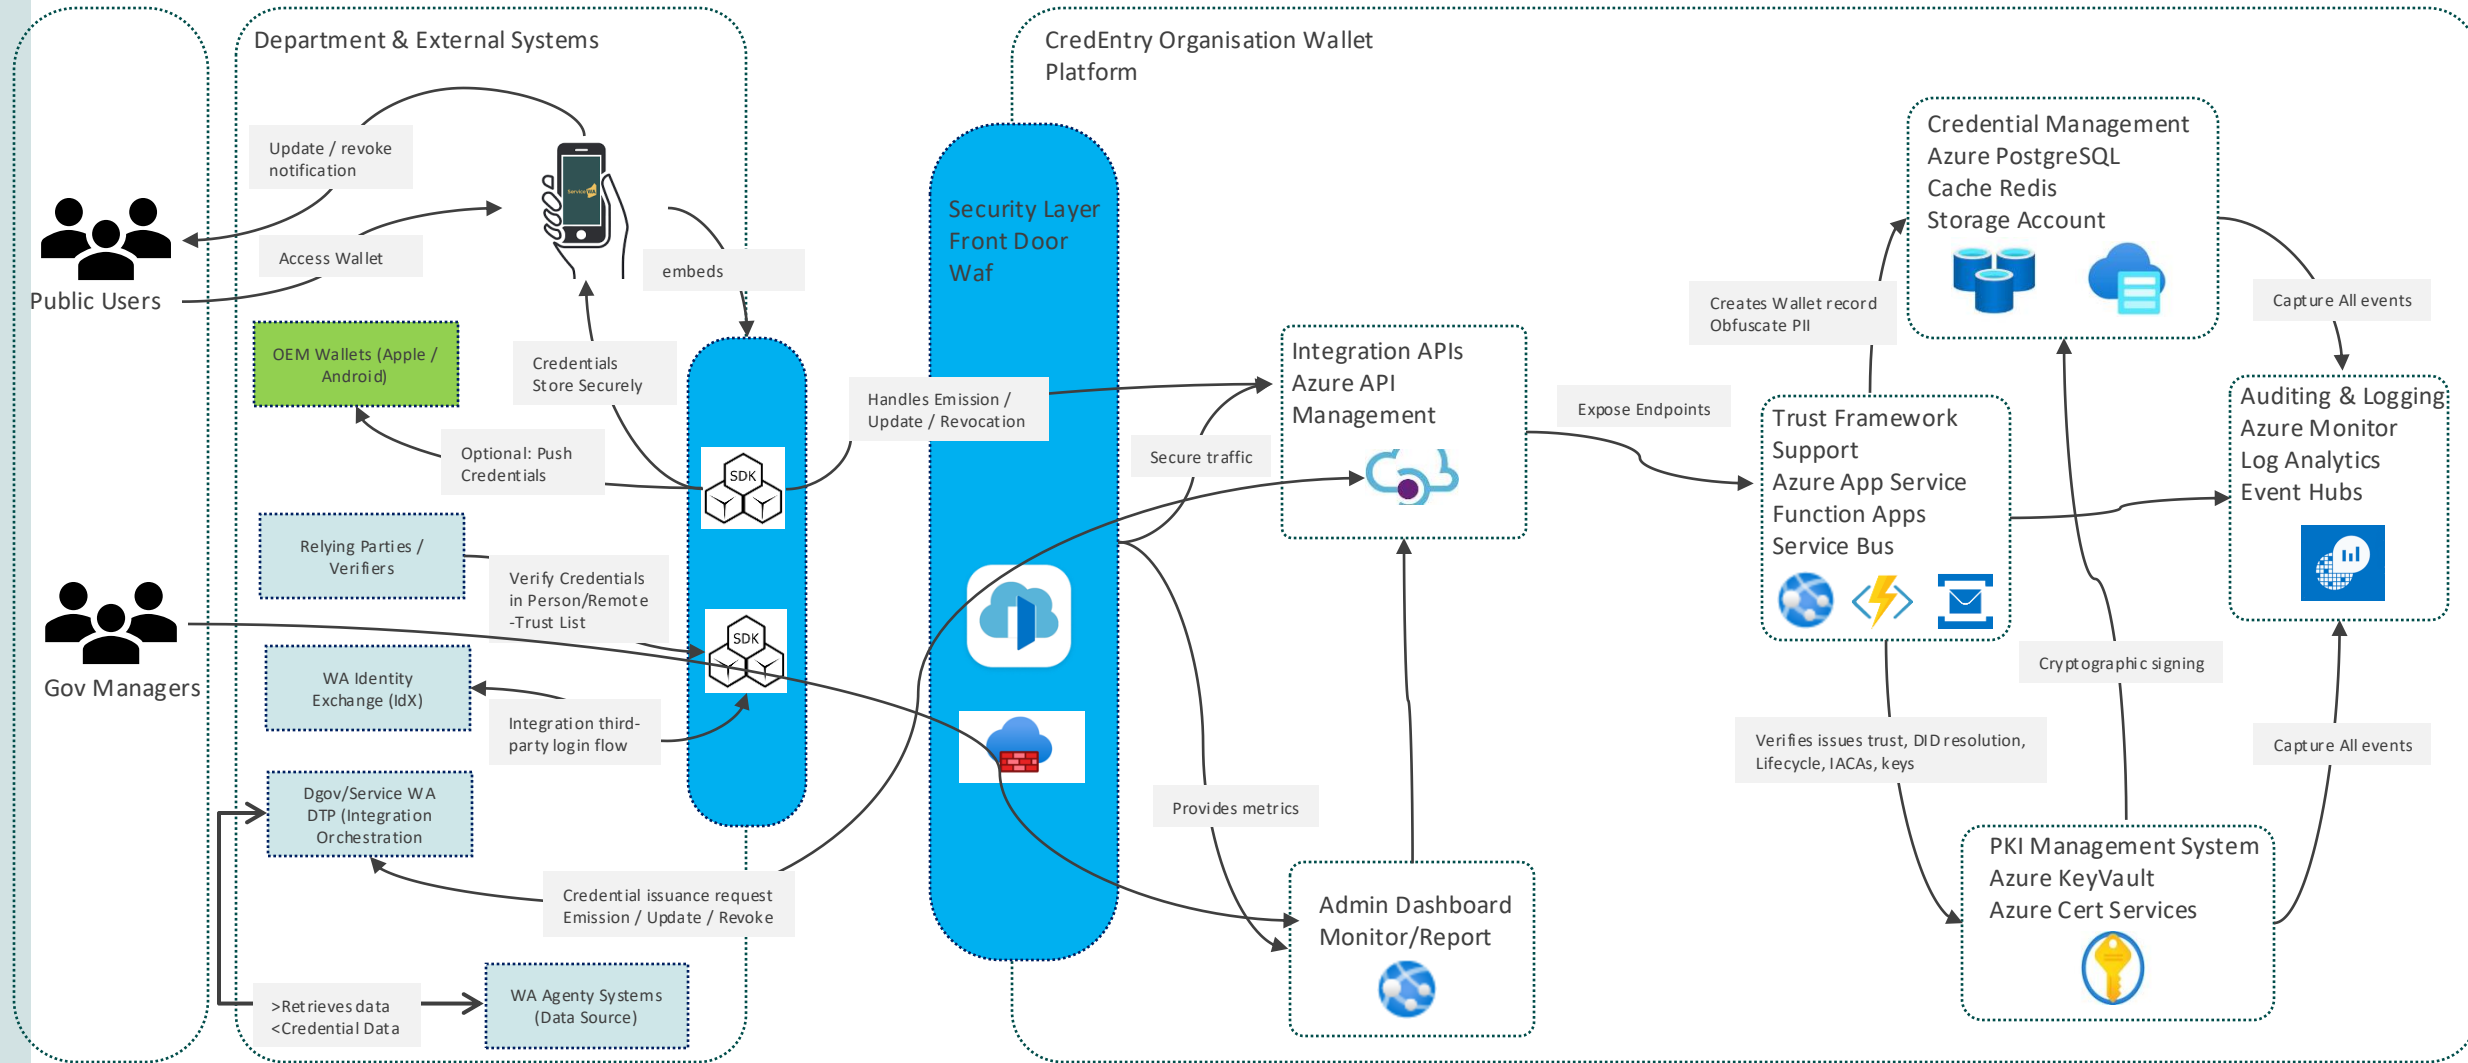 Department & External Systems
CredEntry Organisation Wallet
Platform
Update / revoke
notification
Access Wallet
Public Users
ServiceWA
embeds
OEM Wallets (Apple /
Android)
Credentials
Store Securely
Optional: Push
Credentials
SDK
Handles Emission /
Update / Revocation
Relying Parties /
Verifiers
Verify Credentials
in Person/Remote
-Trust List
SDK
Gov Managers
WA Identity
Exchange (IdX)
Integration third-
party login flow
Dgov/Service WA
DTP (Integration
Orchestration
Credential issuance request
Emission / Update / Revoke
>Retrieves data
<Credential Data
WA Agenty Systems
(Data Source)
Security Layer
Front Door
Waf
Secure traffic
Provides metrics
Integration APIs
Azure API
Management
Admin Dashboard
Monitor/Report
Expose Endpoints
Creates Wallet record
Obfuscate PII
Credential Management
Azure PostgreSQL
Cache Redis
Storage Account
Trust Framework
Support
Azure App Service
Function Apps
Service Bus
Capture All events
Auditing & Logging
Azure Monitor
Log Analytics
Event Hubs
Cryptographic signing
Verifies issues trust, DID resolution,
Lifecycle, IACAs, keys
Capture All events
PKI Management System
Azure KeyVault
Azure Cert Services